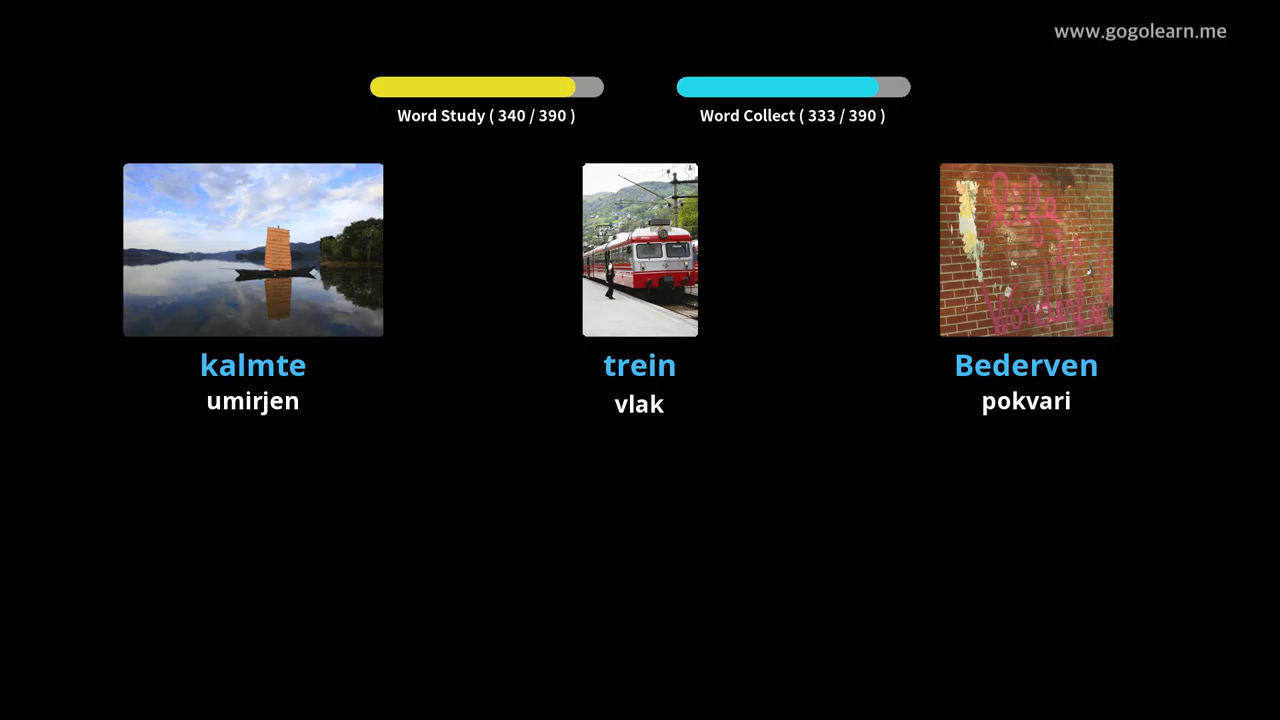 www.gogolearn.me
Word Study ( 340 / 390 )
Word Collect ( 333 / 390 )
kalmte
trein
Bederven
umirjen
vlak
pokvari